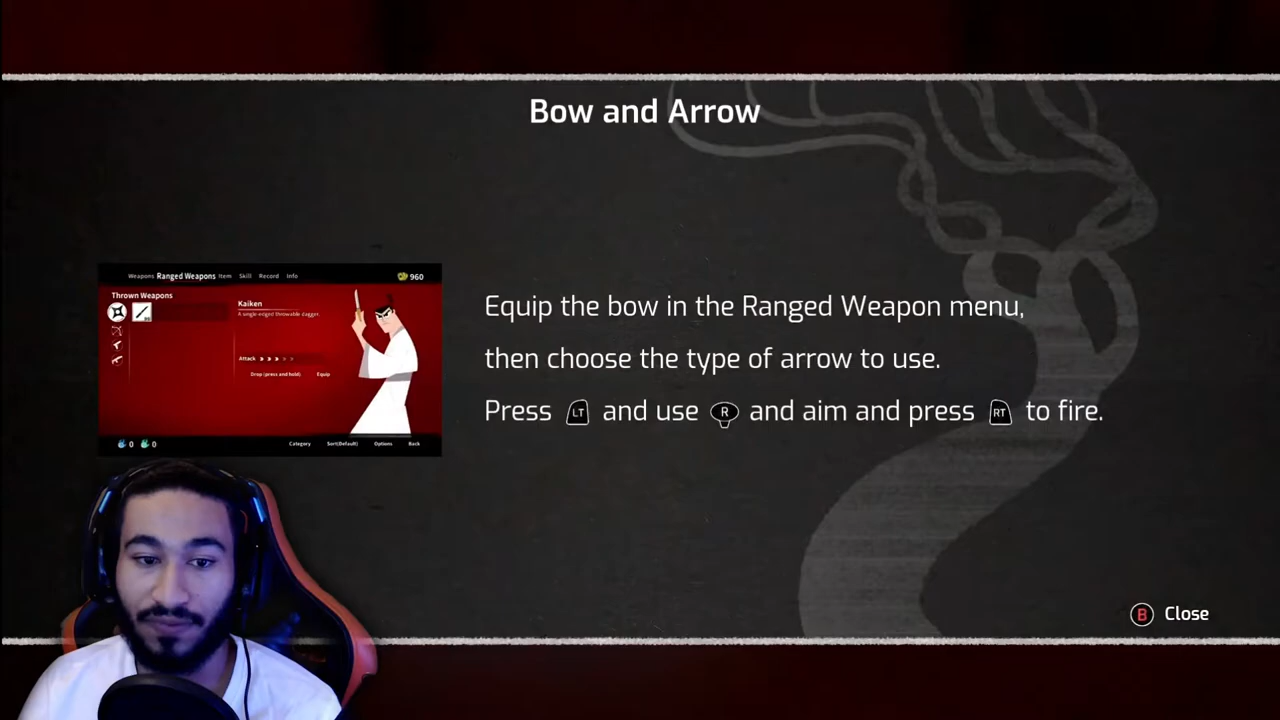 Bow and Arrow
Weapons Ranged Weapons Item Skill Record Info
960
Thrown Weapons
Kaiken
A single-edged throwable dagger.
Attack
Drop (press and hold) Equip
0 0
Category Sort(Default) Options Back
Equip the bow in the Ranged Weapon menu,
then choose the type of arrow to use.
Press LT and use R and aim and press RT to fire.
B Close